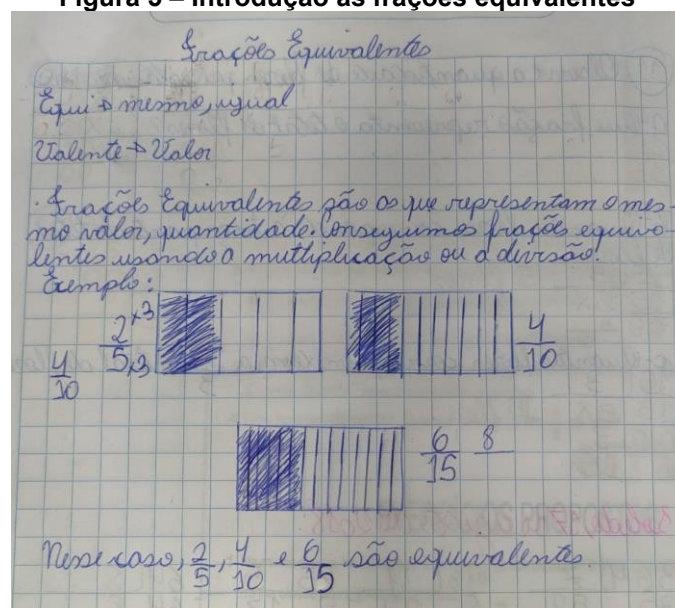 Figura 3 – Introdução às frações equivalentes
Frações Equivalentes
Equi → mesmo, igual
Valente → Valor
. Frações Equivalentes são as que representam o mes-
mo valor, quantidade. Conseguimos frações equiva-
lentes usando a multiplicação ou a divisão.
Exemplo:
4/10 2/5 x3 x3 4/10
6/15 8/
Nesse caso, 2/5, 4/10 e 6/15 são equivalentes.